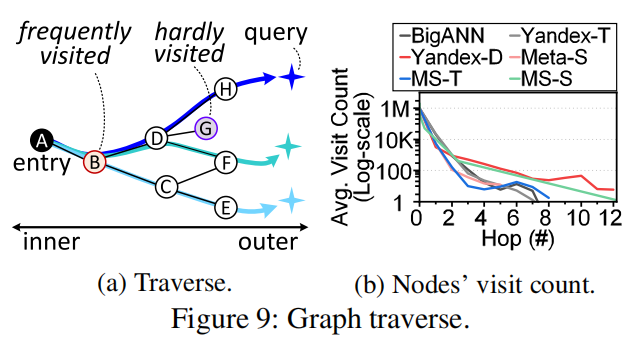 frequently
visited
hardly
visited
query
A
entry
B
D
H
G
F
C
E
inner
outer
(a) Traverse.
BigANN
Yandex-T
Yandex-D
Meta-S
MS-T
MS-S
Avg. Visit Count
(Log-scale)
1M
10K
100
1
0 2 4 6 8 10 12
Hop (#)
(b) Nodes' visit count.
Figure 9: Graph traverse.